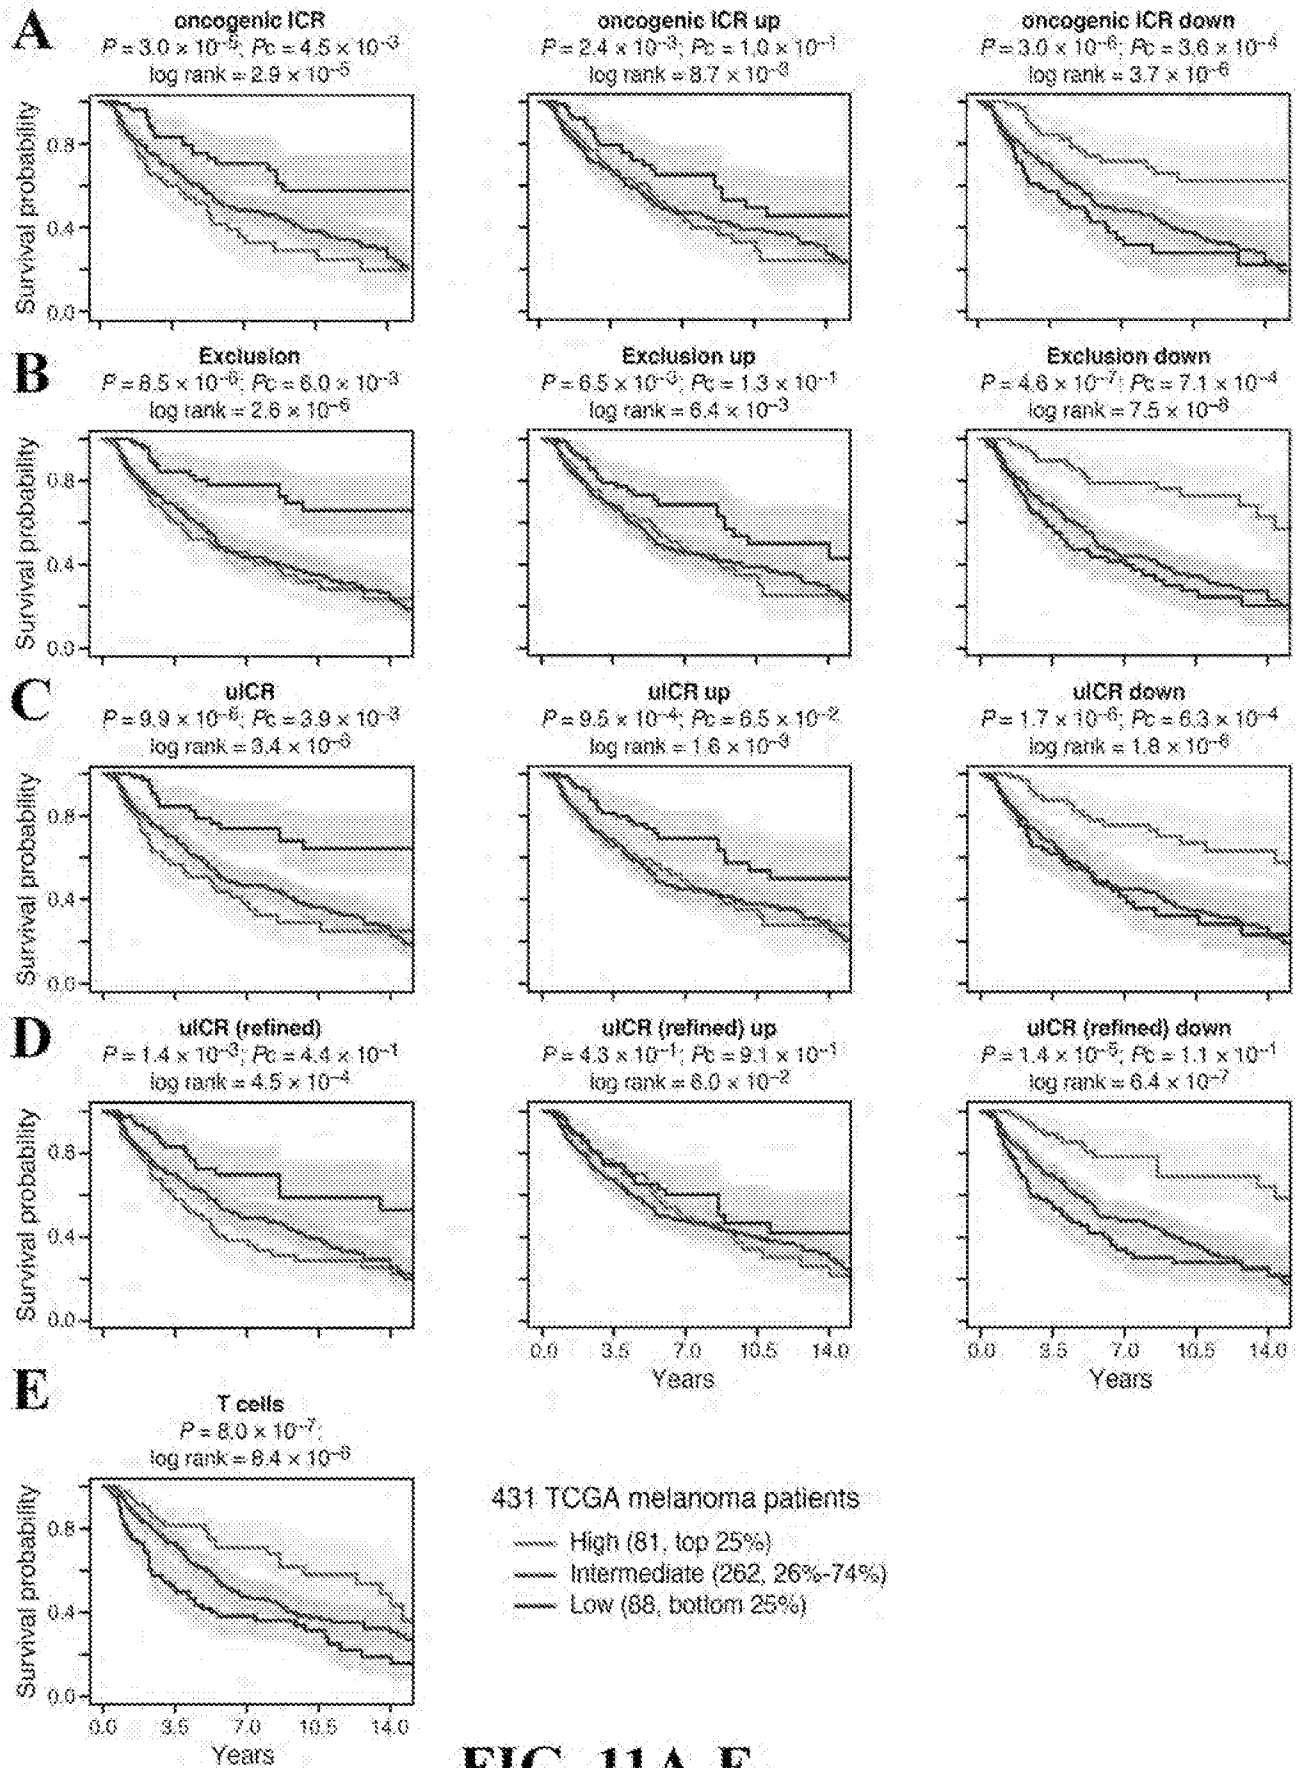 A
oncogenic ICR
P = 3.0 × 10⁻⁵; Pc = 4.5 × 10⁻³
log rank = 2.9 × 10⁻⁵
oncogenic ICR up
P = 2.4 × 10⁻³; Pc = 1.0 × 10⁻¹
log rank = 8.7 × 10⁻³
oncogenic ICR down
P = 3.0 × 10⁻⁶; Pc = 3.6 × 10⁻⁴
log rank = 3.7 × 10⁻⁶
Survival probability
0.8
0.4
0.0
B
Exclusion
P = 8.5 × 10⁻⁶; Pc = 6.0 × 10⁻³
log rank = 2.6 × 10⁻⁶
Exclusion up
P = 6.5 × 10⁻³; Pc = 1.3 × 10⁻¹
log rank = 6.4 × 10⁻³
Exclusion down
P = 4.6 × 10⁻⁷; Pc = 7.1 × 10⁻⁴
log rank = 7.5 × 10⁻⁸
Survival probability
0.8
0.4
0.0
C
uICR
P = 9.9 × 10⁻⁶; Pc = 3.9 × 10⁻³
log rank = 3.4 ×
uICR up
P = 9.5 × 10⁻⁴; Pc = 6.5 × 10⁻²
log rank = 1.6 × 10⁻³
uICR down
P = 1.7 × 10⁻⁶; Pc = 6.3 × 10⁻⁴
log rank = 1.8 ×
Survival probability
0.8
0.4
0.0
D
uICR (refined)
P = 1.4 × 10⁻³; Pc = 4.4 × 10⁻¹
log rank = 4.5 × 10⁻⁴
uICR (refined) up
P = 4.3 × 10⁻¹; Pc = 9.1 × 10⁻¹
log rank = 8.0 × 10⁻²
uICR (refined) down
P = 1.4 × 10⁻⁵; Pc = 1.1 × 10⁻¹
log rank = 6.4 × 10⁻⁷
Survival probability
0.8
0.4
0.0
0.0 3.5 7.0 10.5 14.0
Years
0.0 3.5 7.0 10.5 14.0
Years
E
T cells
P = 8.0 × 10⁻⁷;
log rank = 8.4 ×
Survival probability
0.8
0.4
0.0
0.0 3.5 7.0 10.5 14.0
Years
431 TCGA melanoma patients
High (81, top 25%)
Intermediate (262, 26%-74%)
Low (88, bottom 25%)
FIG. 11A-E